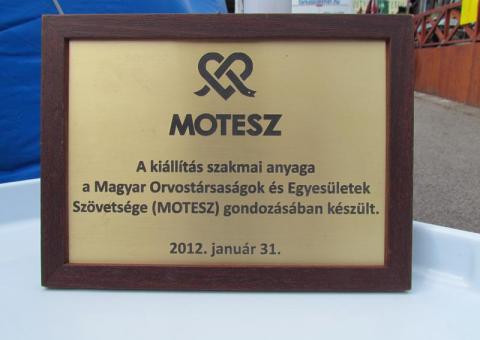 MOTESZ
A kiállítás szakmai anyaga
a Magyar Orvostársaságok és Egyesületek
Szövetsége (MOTESZ) gondozásában készült.
2012. január 31.